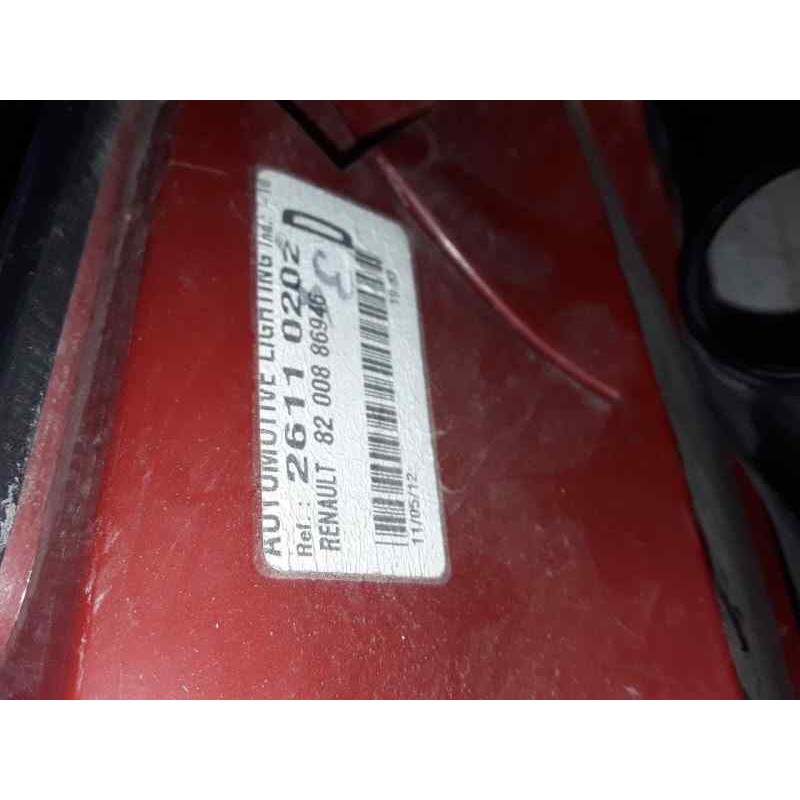 AUTOMOTIVE LIGHTING
Ref.: 2611 0202
RENAULT 82 008 86946
D
11/05/12